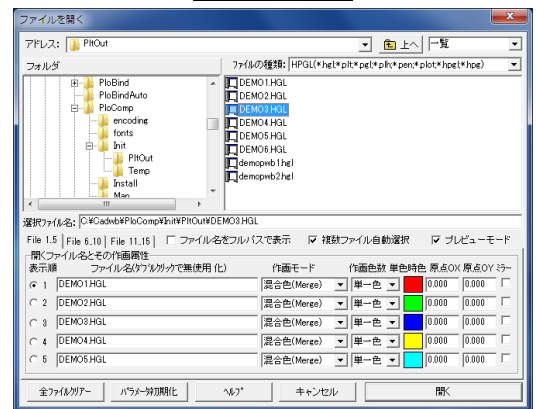 ファイルを開く
アドレス: PltOut 上へ 一覧
フォルダ ファイルの種類: HPGL(*.hgl;*.plt;*.pgl;*.pln;*.pen;*.plot;*.hpgl;*.hpg)
PloBind
PloBindAuto
PloComp
encoding
fonts
Init
PltOut
Temp
Install
Man
DEMO1.HGL
DEMO2.HGL
DEMO3.HGL
DEMO4.HGL
DEMO5.HGL
DEMO6.HGL
demopwb1.hgl
demopwb2.hgl
選択ファイル名: C:¥Cadwb¥PloComp¥Init¥PltOut¥DEMO3.HGL
File 1..5 File 6..10 File 11..15 ファイル名をフルパスで表示 複数ファイル自動選択 プレビューモード
開くファイル名とその作画属性
表示順 ファイル名(ダブルクリックで無使用化) 作画モード 作画色数 単色時色 原点OX 原点OY ミラー
1 DEMO1.HGL 混合色(Merge) 単一色 0.000 0.000
2 DEMO2.HGL 混合色(Merge) 単一色 0.000 0.000
3 DEMO3.HGL 混合色(Merge) 単一色 0.000 0.000
4 DEMO4.HGL 混合色(Merge) 単一色 0.000 0.000
5 DEMO5.HGL 混合色(Merge) 単一色 0.000 0.000
全ファイルクリアー パラメータ初期化 ヘルプ キャンセル 開く